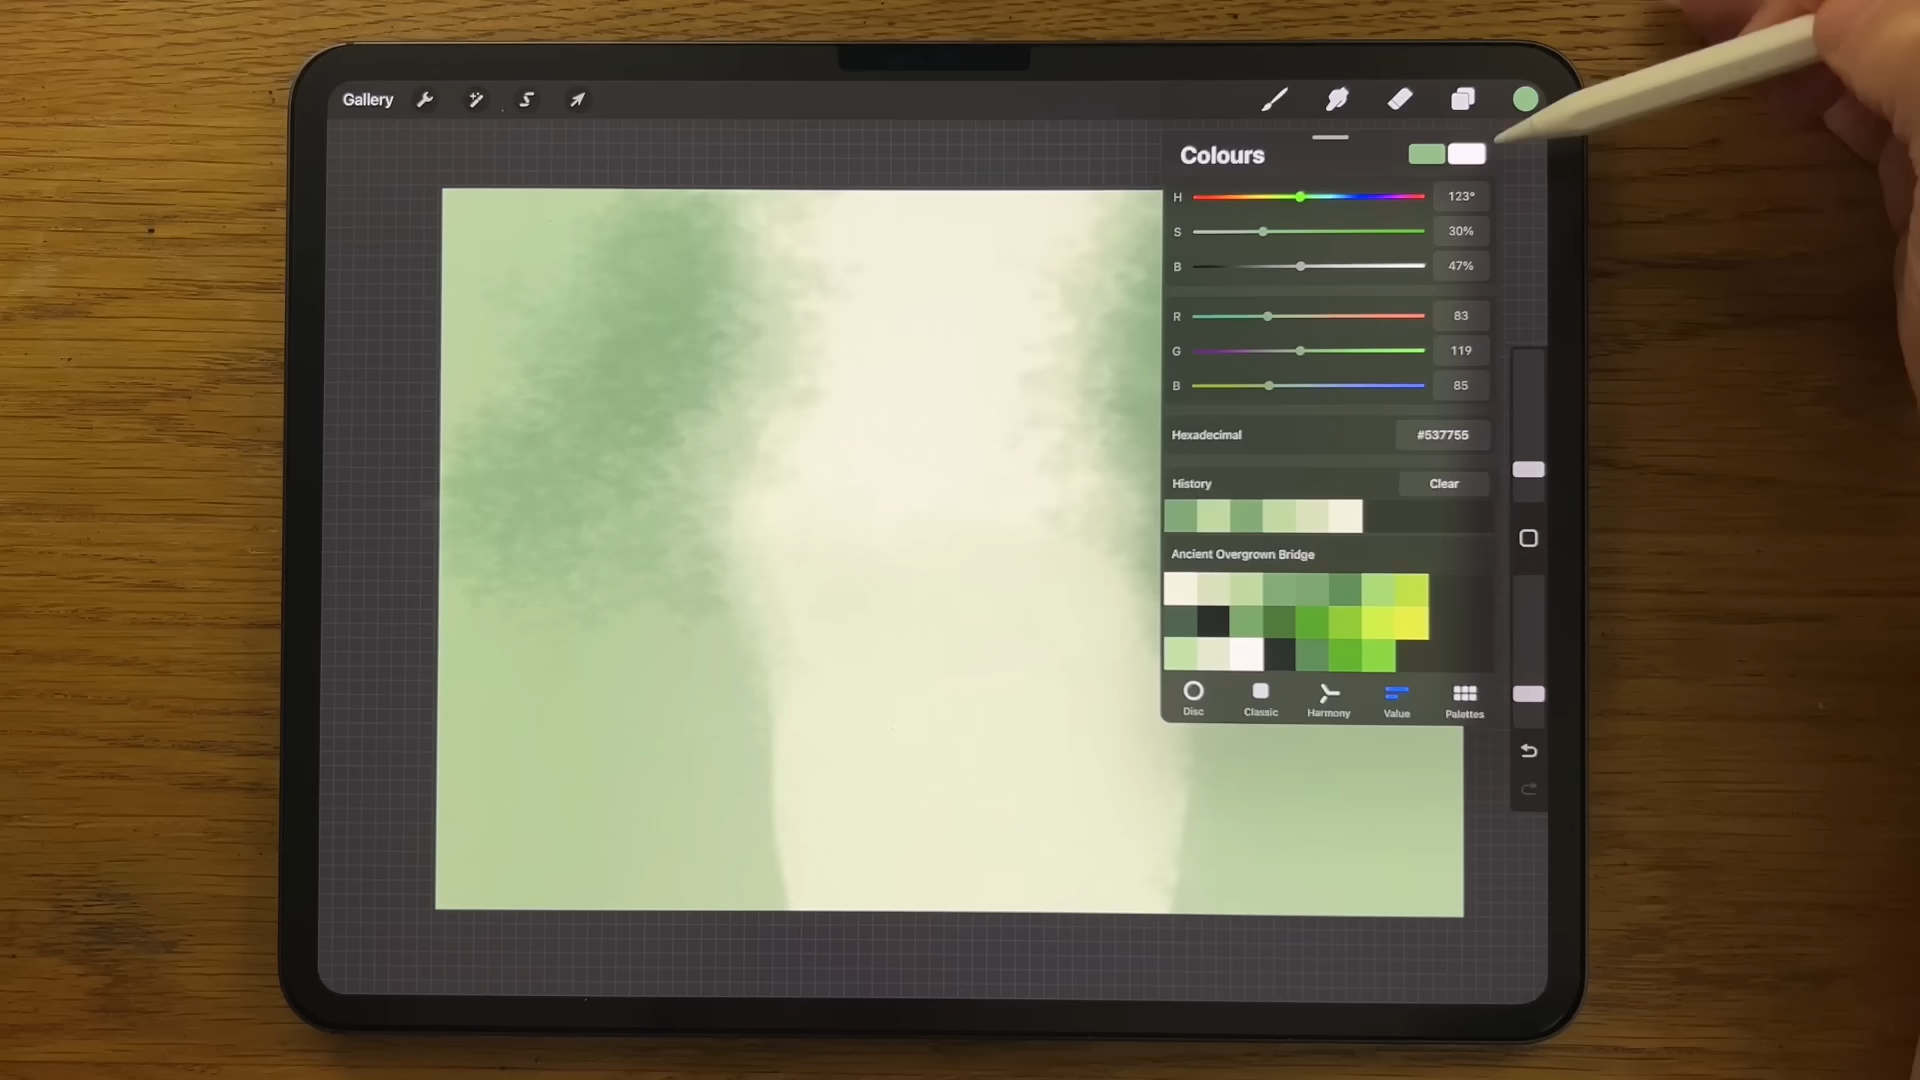 Gallery
Colours
H 123°
S 30%
B 47%
R 83
G 119
B 85
Hexadecimal #537755
History Clear
Ancient Overgrown Bridge
Disc Classic Harmony Value Palettes